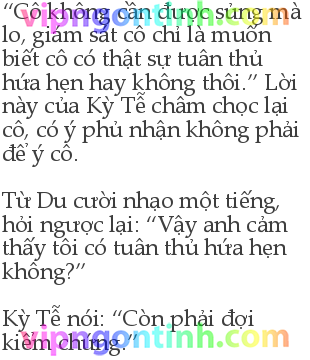 “Cô không cần được sủng mà
lo, giám sát cô chỉ là muốn
biết cô có thật sự tuân thủ
hứa hẹn hay không thôi.” Lời
này của Kỳ Tễ châm chọc lại
cô, có ý phủ nhận không phải
để ý cô.
Từ Du cười nhạo một tiếng,
hỏi ngược lại: “Vậy anh cảm
thấy tôi có tuân thủ hứa hẹn
không?”
Kỳ Tễ nói: “Còn phải đợi
kiểm chứng.”
vipngontinh.com
vipngontinh.com